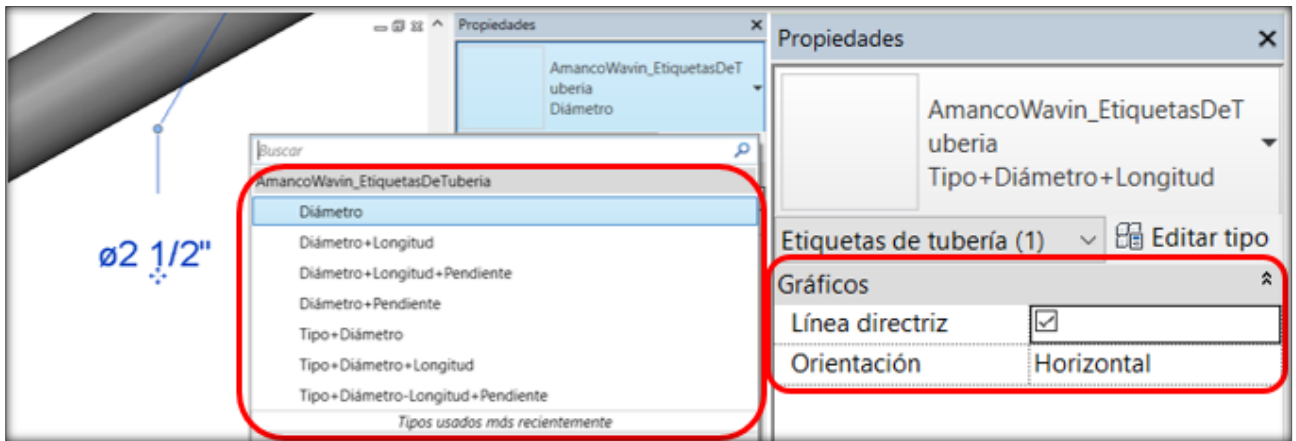 Propiedades
AmancoWavin_EtiquetasDeT
uberia
Diámetro
Buscar
AmancoWavin_EtiquetasDeTuberia
Diámetro
Diámetro+Longitud
Diámetro+Longitud+Pendiente
Diámetro+Pendiente
Tipo+Diámetro
Tipo+Diámetro+Longitud
Tipo+Diámetro-Longitud+Pendiente
Tipos usados más recientemente
ø2 1/2"
Propiedades
AmancoWavin_EtiquetasDeT
uberia
Tipo+Diámetro+Longitud
Etiquetas de tubería (1) Editar tipo
Gráficos
Línea directriz
Orientación Horizontal